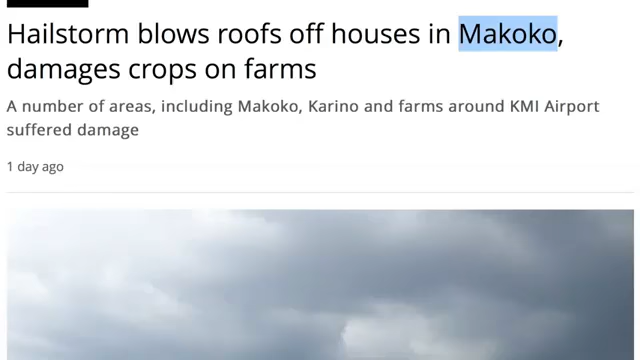 Hailstorm blows roofs off houses in Makoko,
damages crops on farms
A number of areas, including Makoko, Karino and farms around KMI Airport
suffered damage
1 day ago